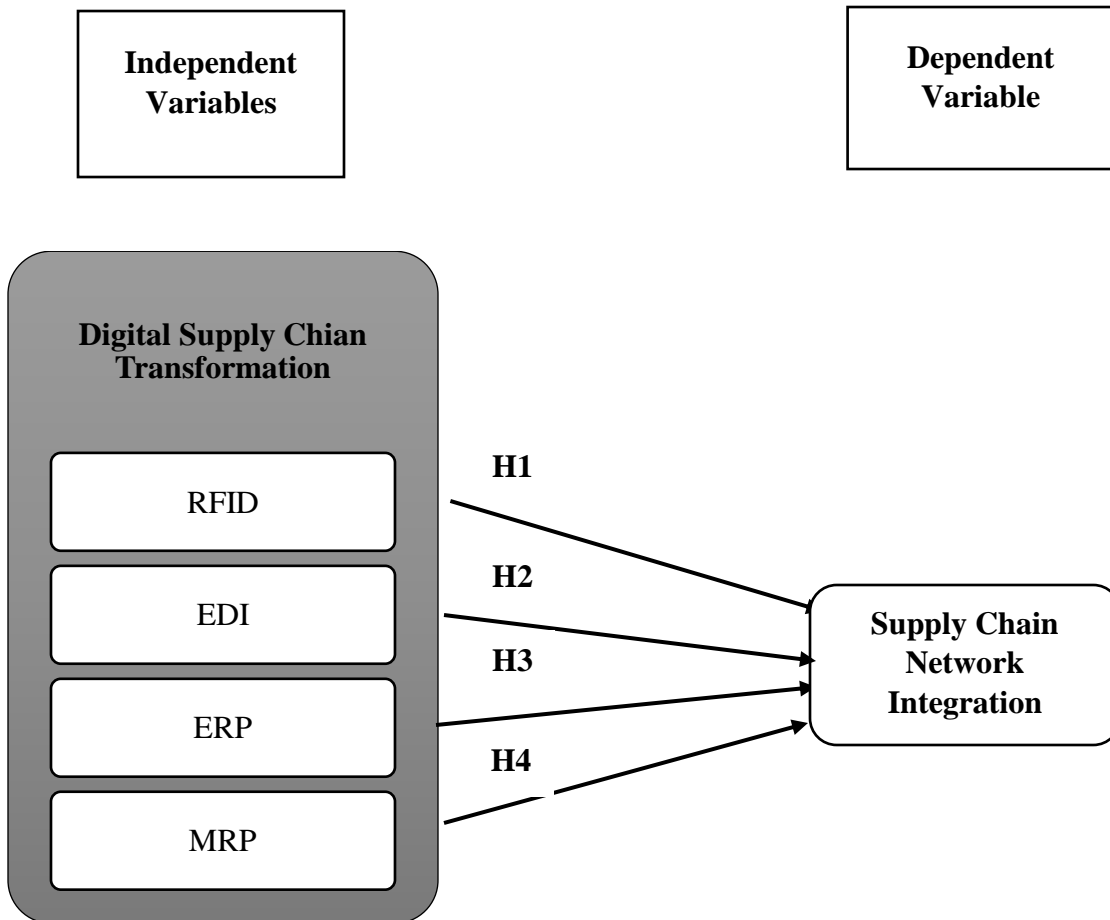 Independent
Variables
Dependent
Variable
Digital Supply Chian
Transformation
RFID
EDI
ERP
MRP
H1
H2
H3
H4
Supply Chain
Network
Integration